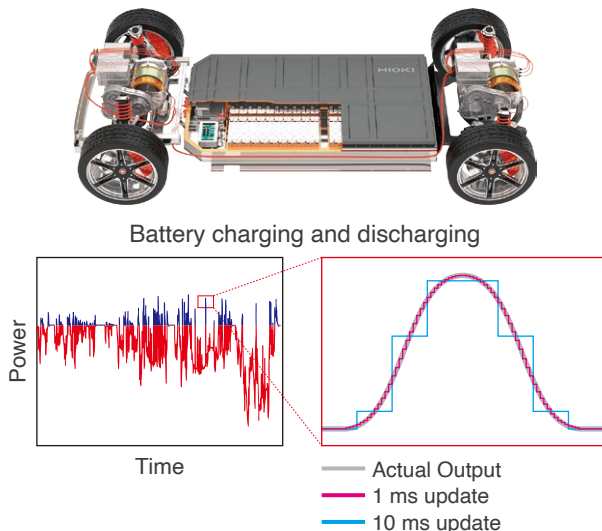 HIOKI
Battery charging and discharging
Power
Time
Actual Output
1 ms update
10 ms update